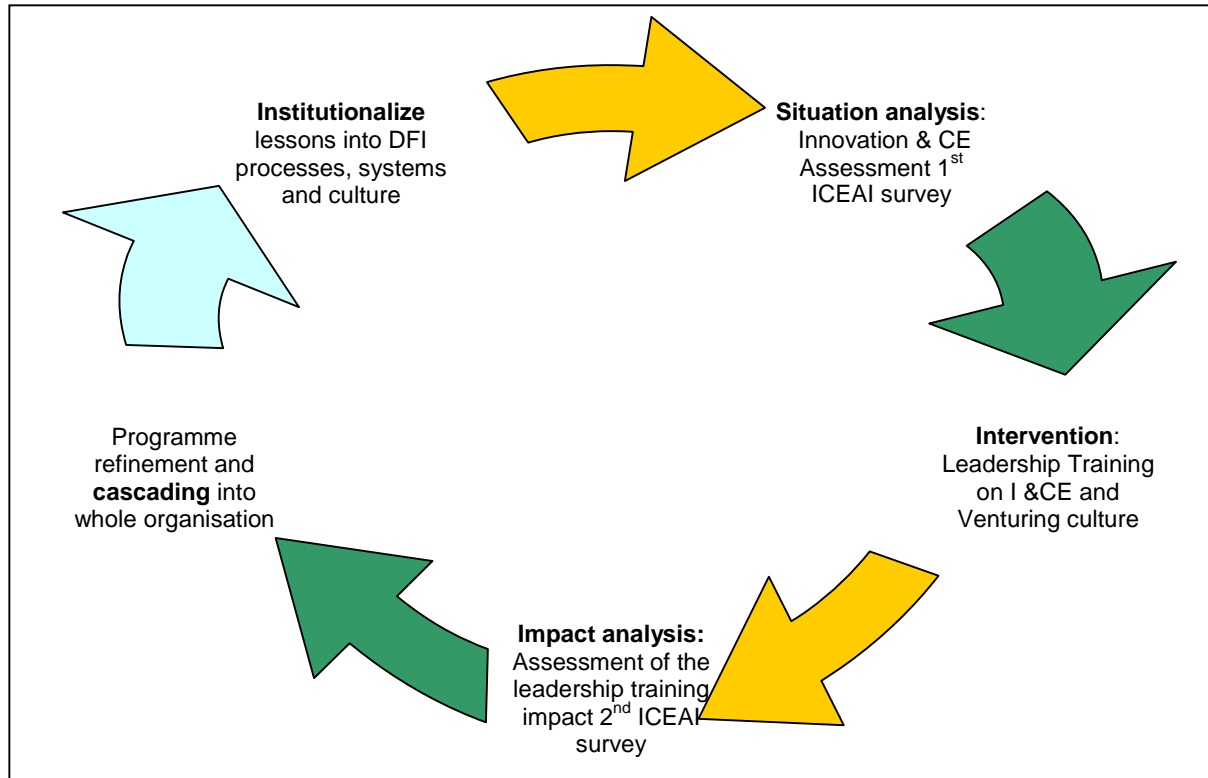 Institutionalize
lessons into DFI
processes, systems
and culture
Situation analysis:
Innovation & CE
Assessment 1st
ICEAI survey
Intervention:
Leadership Training
on I &CE and
Venturing culture
Impact analysis:
Assessment of the
leadership training
impact 2nd ICEAI
survey
Programme
refinement and
cascading into
whole organisation